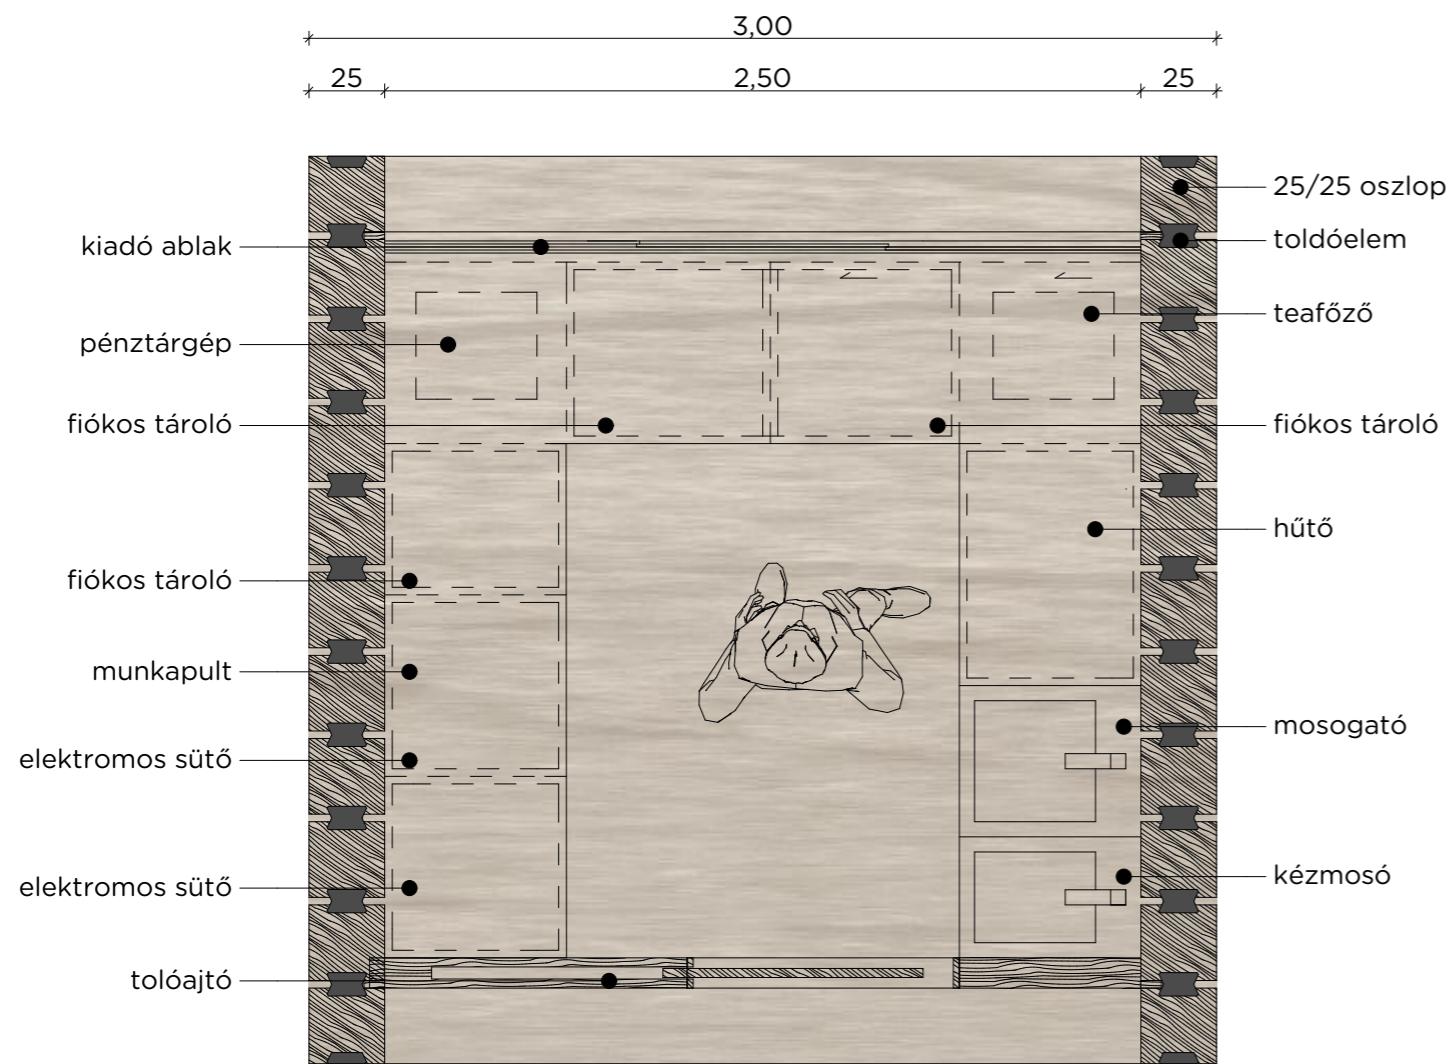 3,00
25
2,50
25
25/25 oszlop
kiadó ablak
toldóelem
pénztárgép
teafőző
fiókos tároló
fiókos tároló
hűtő
fiókos tároló
munkapult
mosogató
elektromos sütő
elektromos sütő
kézmosó
tolóajtó